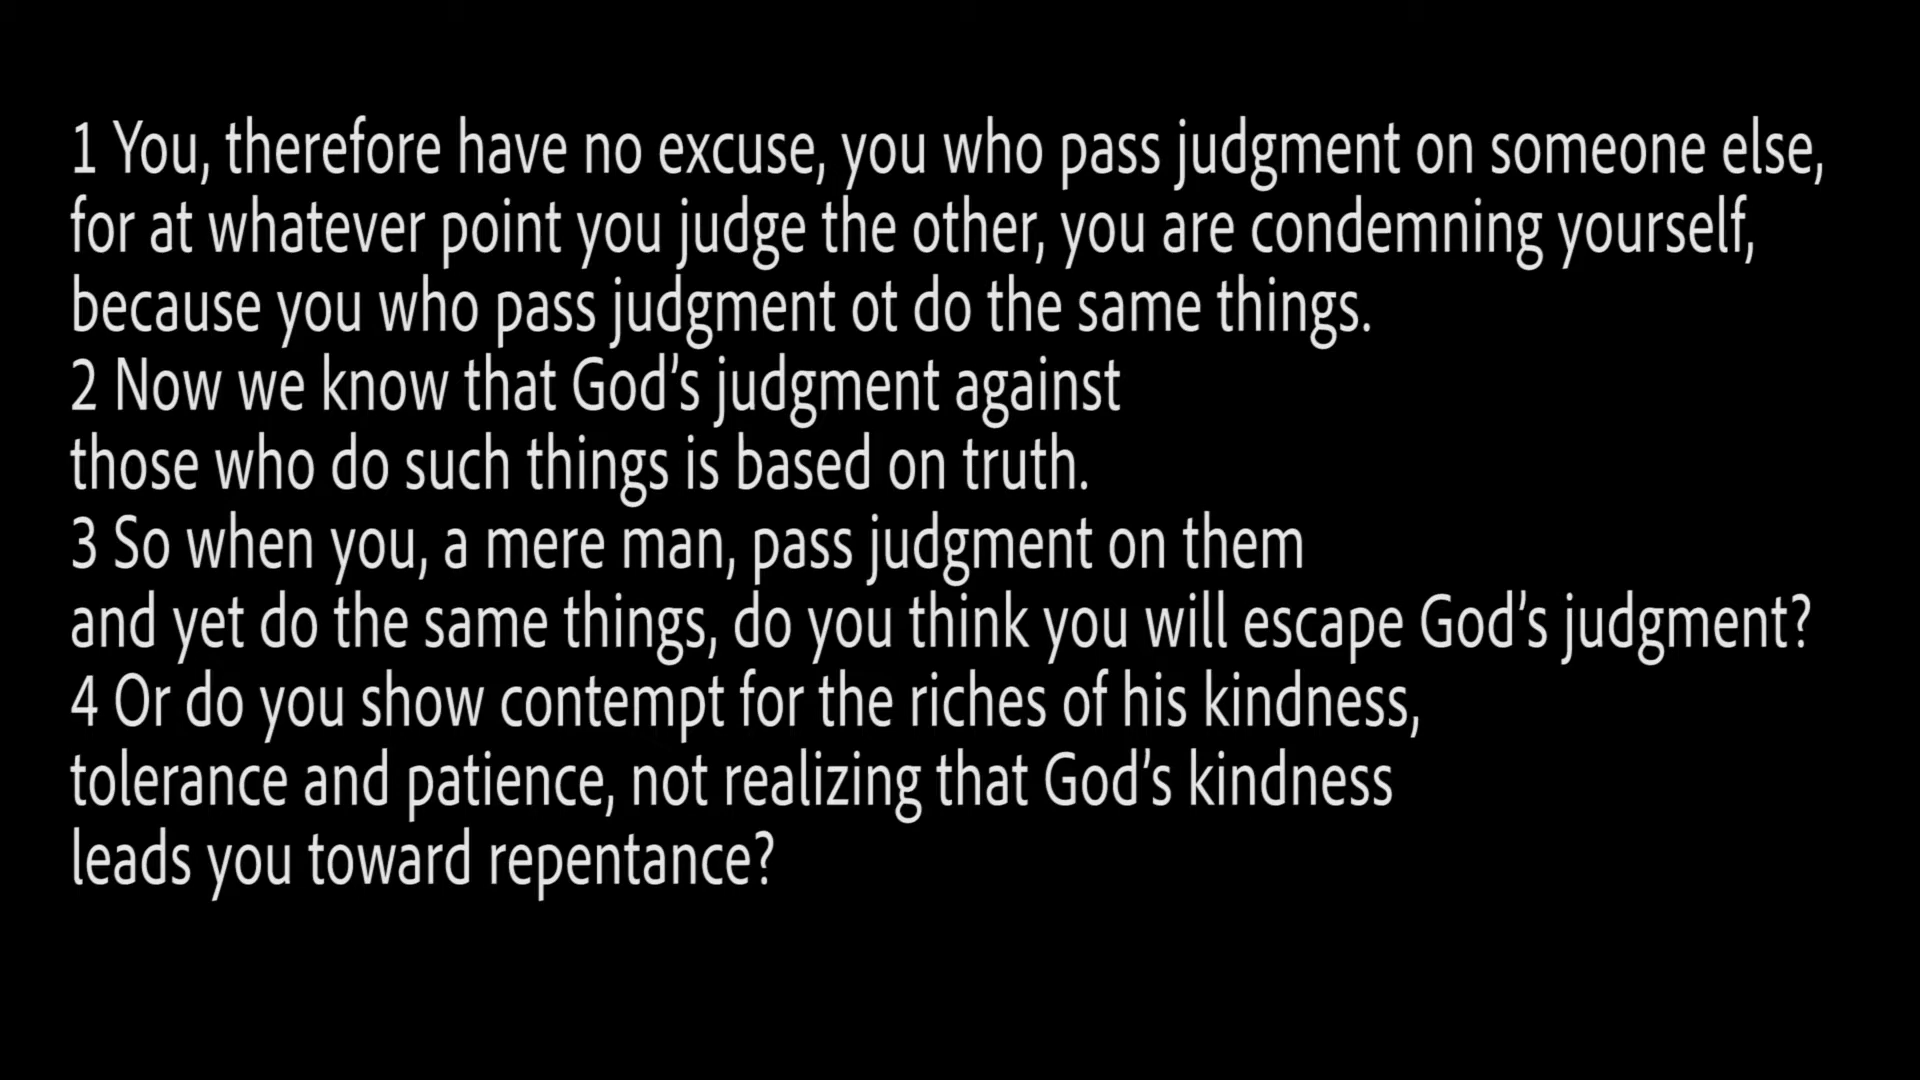 1 You, therefore have no excuse, you who pass judgment on someone else,
for at whatever point you judge the other, you are condemning yourself,
because you who pass judgment ot do the same things.
2 Now we know that God’s judgment against
those who do such things is based on truth.
3 So when you, a mere man, pass judgment on them
and yet do the same things, do you think you will escape God’s judgment?
4 Or do you show contempt for the riches of his kindness,
tolerance and patience, not realizing that God’s kindness
leads you toward repentance?